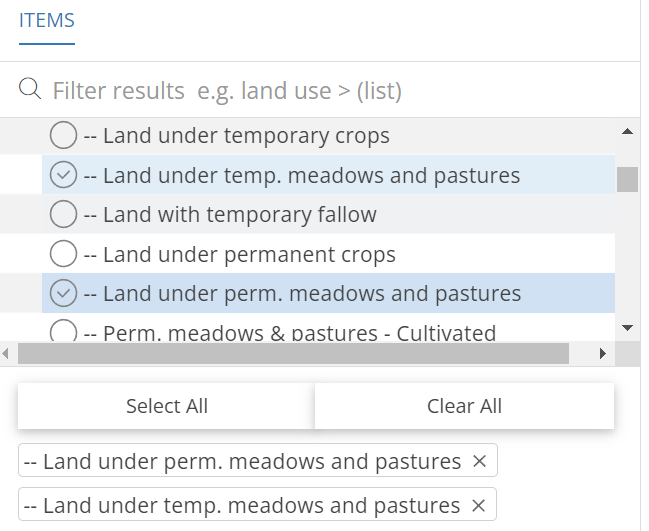 ITEMS
Filter results e.g. land use > (list)
-- Land under temporary crops
-- Land under temp. meadows and pastures
-- Land with temporary fallow
-- Land under permanent crops
-- Land under perm. meadows and pastures
-- Perm. meadows & pastures - Cultivated
Select All
Clear All
-- Land under perm. meadows and pastures ×
-- Land under temp. meadows and pastures ×